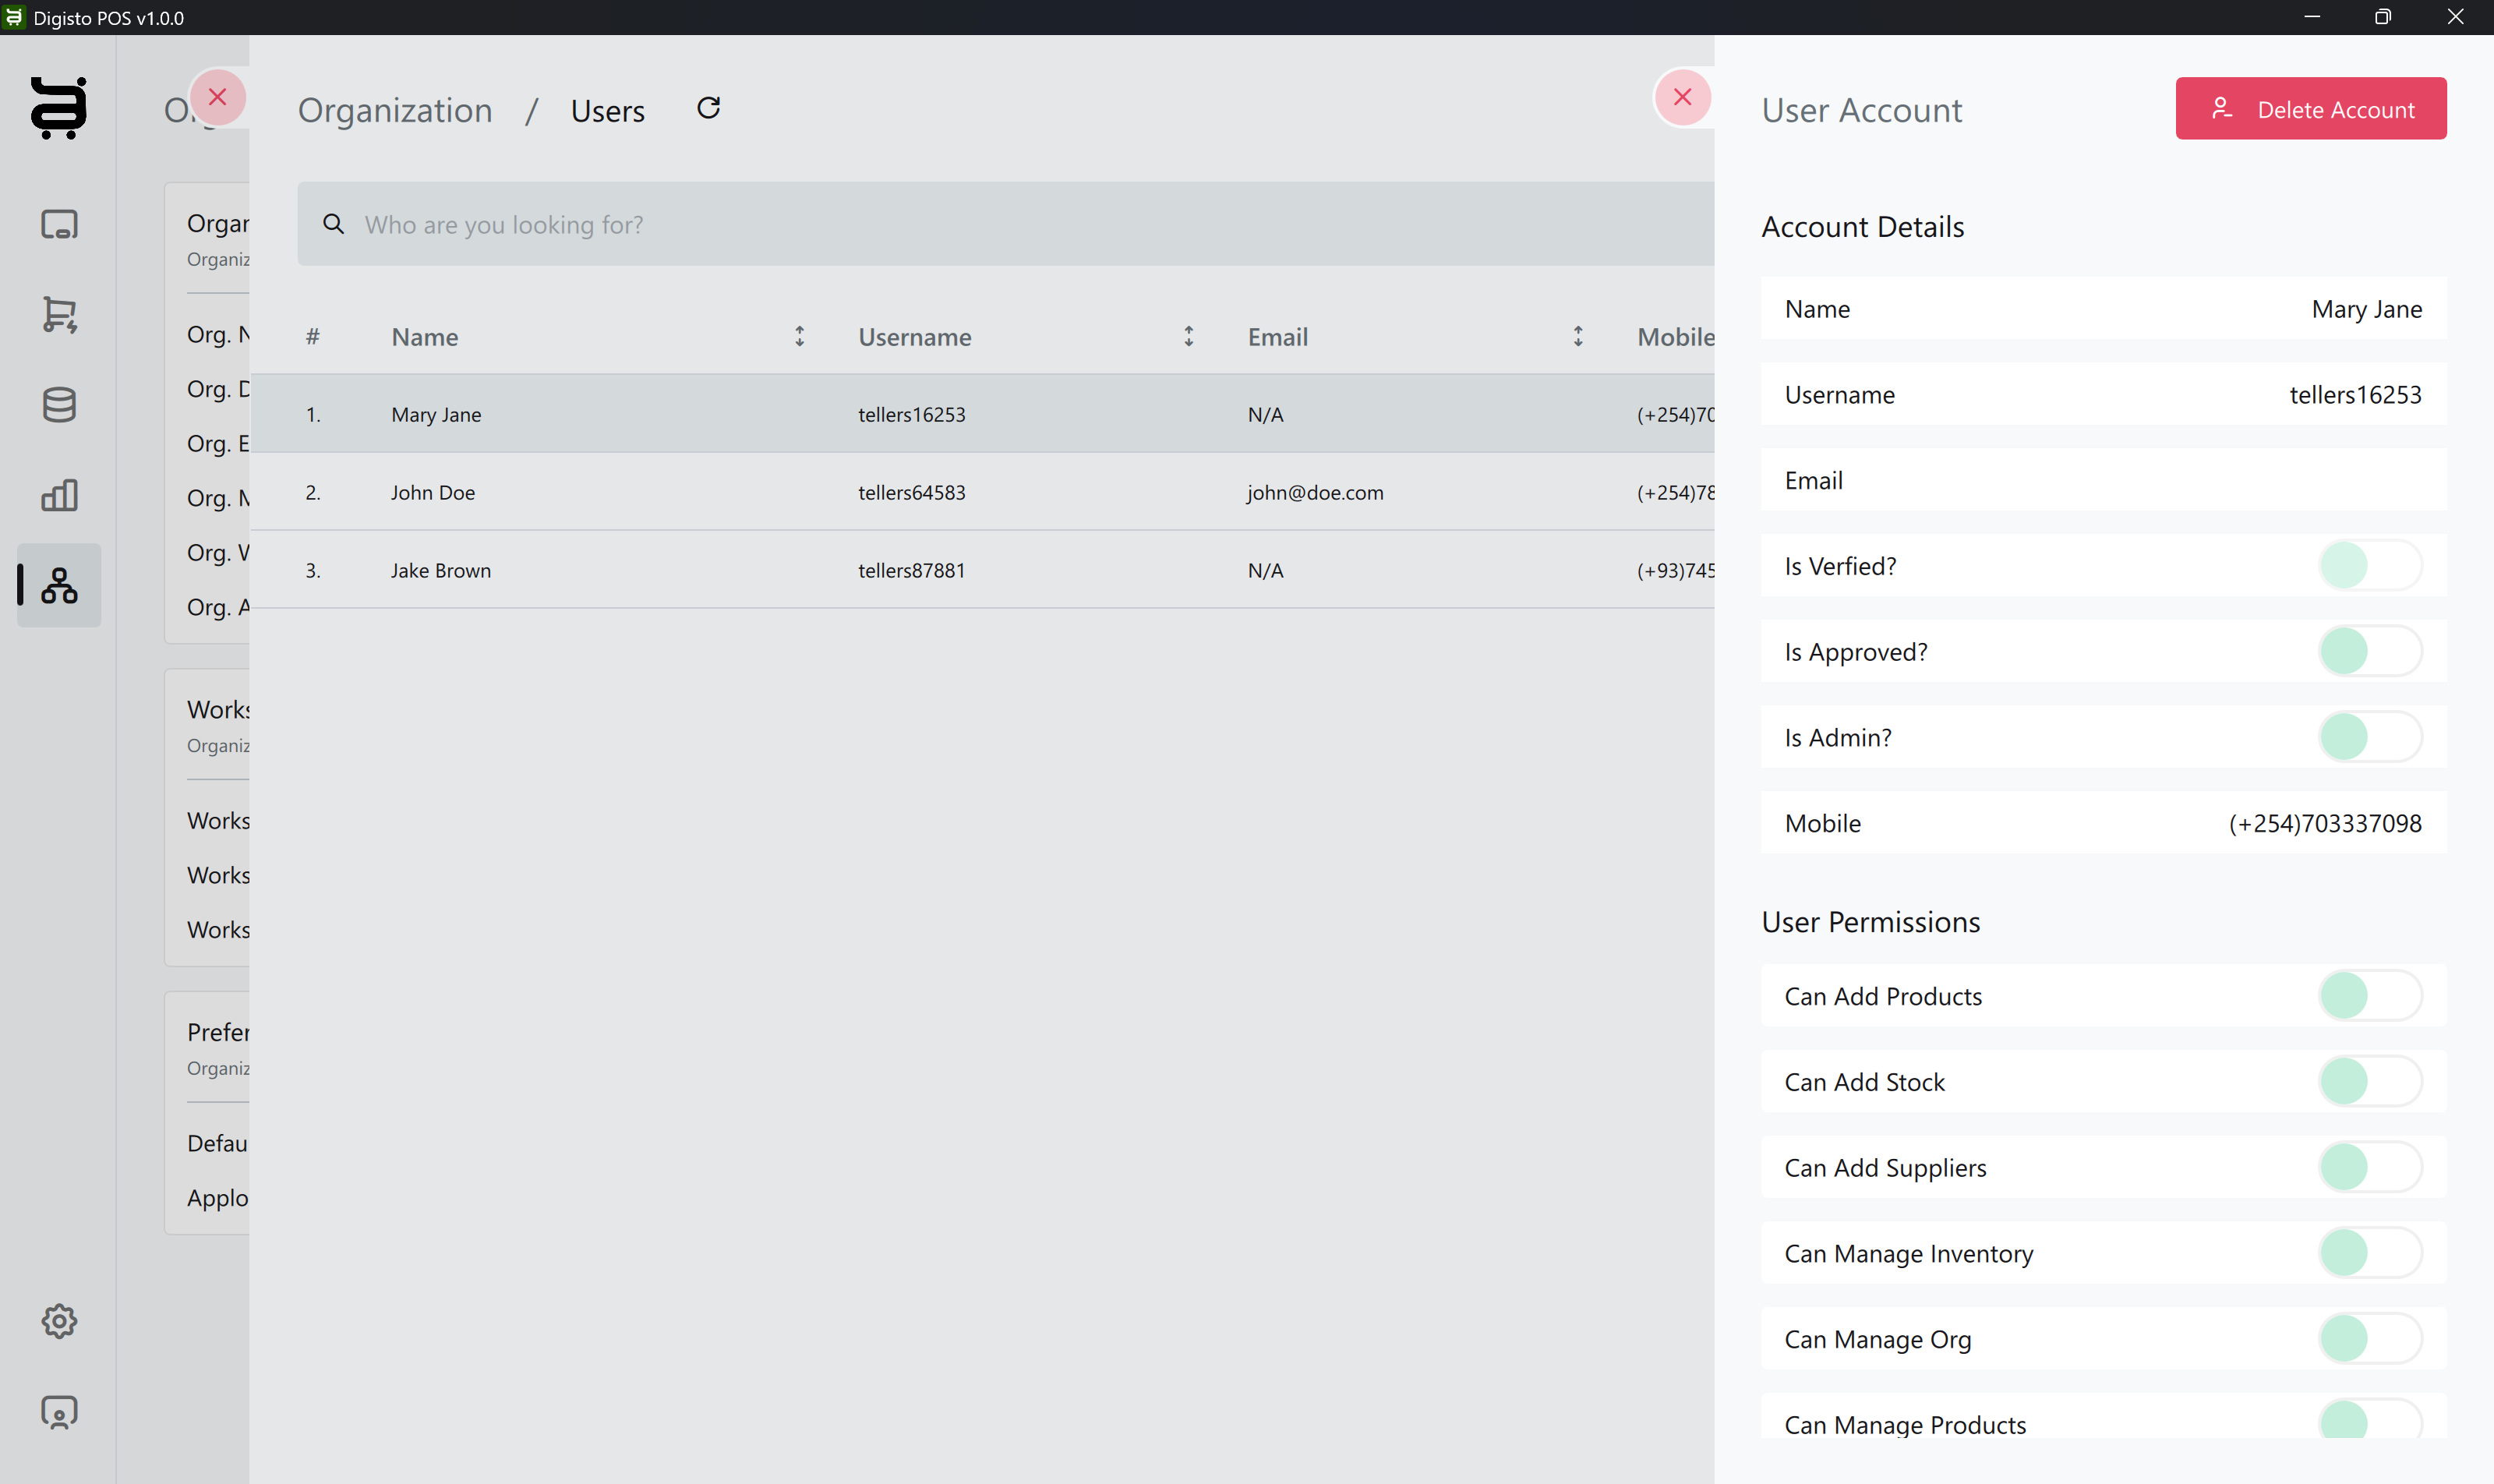 Digisto POS v1.0.0
Organization / Users
Who are you looking for?
# Name Username Email Mobile
1. Mary Jane tellers16253 N/A (+254)70
2. John Doe tellers64583 john@doe.com (+254)78
3. Jake Brown tellers87881 N/A (+93)745
Organ
Organiz
Org. N
Org. D
Org. E
Org. M
Org. W
Org. A
Works
Organiz
Works
Works
Works
Prefer
Organiz
Defau
Applo
User Account
Delete Account
Account Details
Name Mary Jane
Username tellers16253
Email
Is Verfied?
Is Approved?
Is Admin?
Mobile (+254)703337098
User Permissions
Can Add Products
Can Add Stock
Can Add Suppliers
Can Manage Inventory
Can Manage Org
Can Manage Products